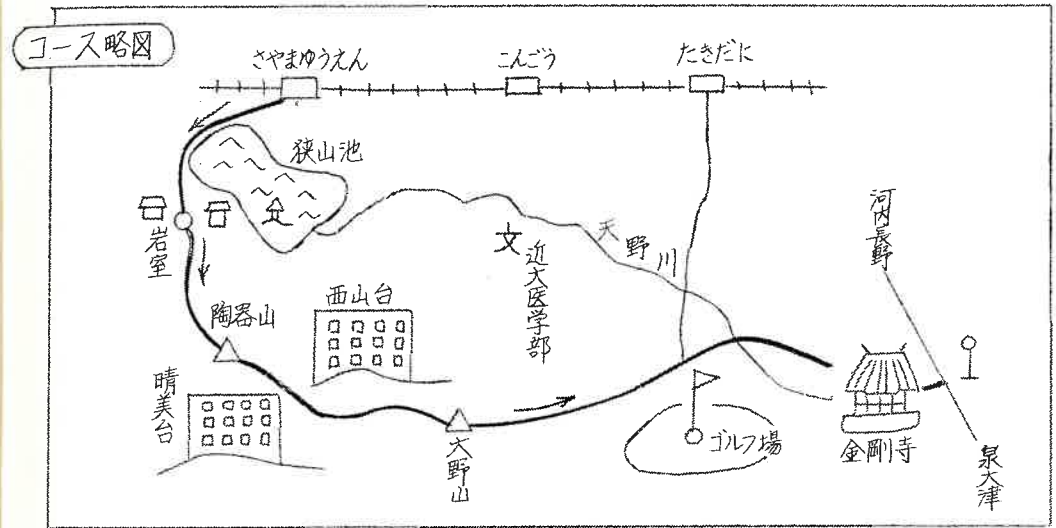 コース略図
さやまゆうえん
こんごう
たきだに
狭山池
岩室
陶器山
西山台
晴美台
大野山
近大医学部
天野川
ゴルフ場
河内長野
金剛寺
泉大津